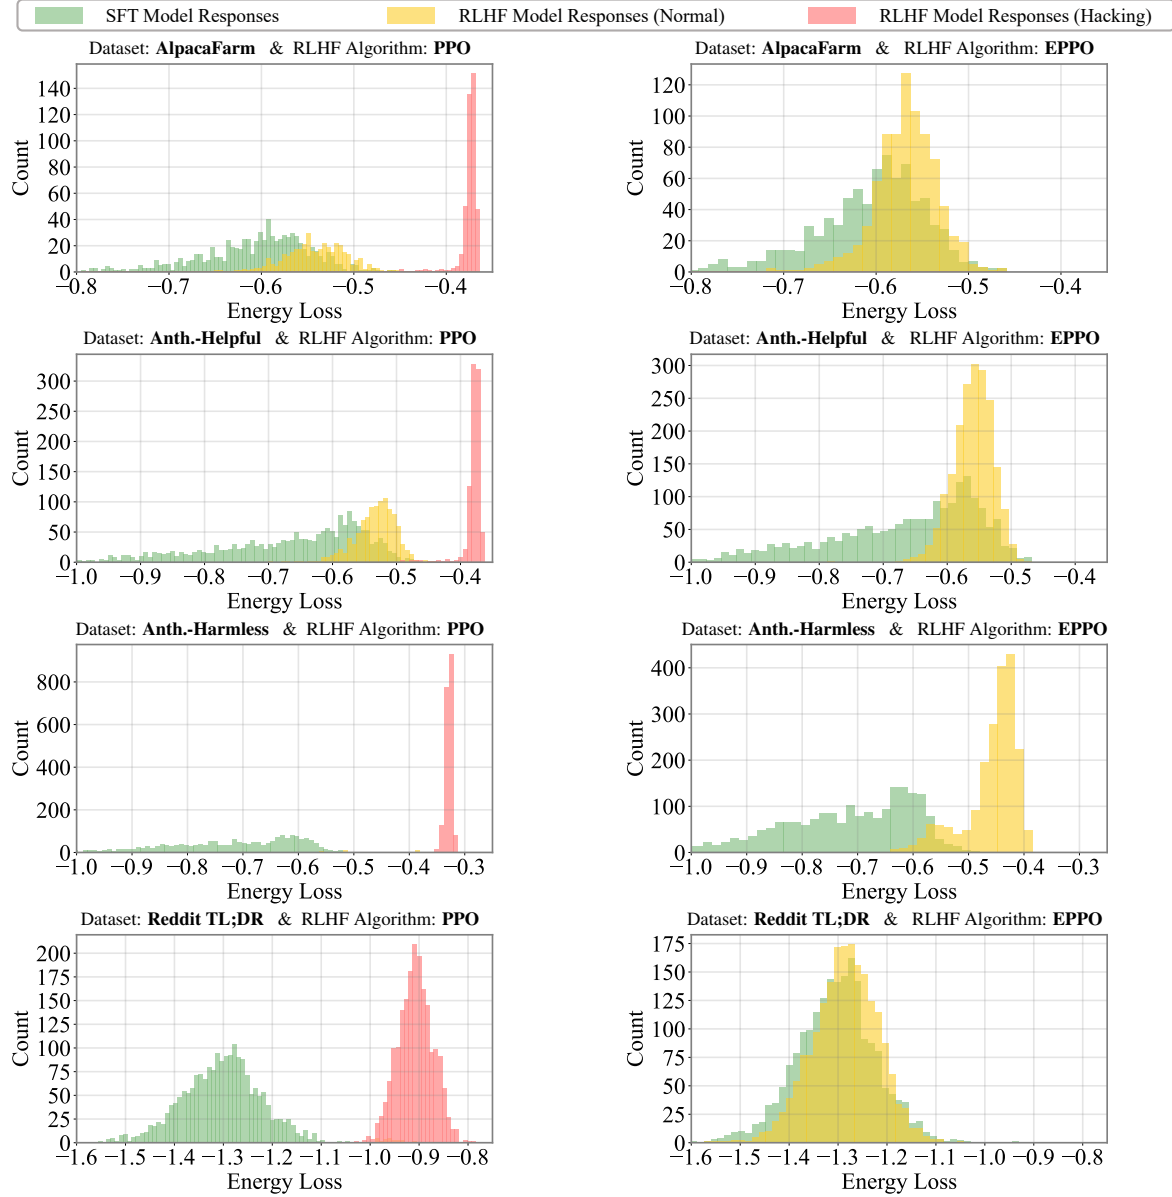 SFT Model Responses RLHF Model Responses (Normal) RLHF Model Responses (Hacking)
Dataset: AlpacaFarm & RLHF Algorithm: PPO
Count
140
120
100
80
60
40
20
0
−0.8 −0.7 −0.6 −0.5 −0.4
Energy Loss
Dataset: AlpacaFarm & RLHF Algorithm: EPPO
Count
120
100
80
60
40
20
0
−0.8 −0.7 −0.6 −0.5 −0.4
Energy Loss
Dataset: Anth.-Helpful & RLHF Algorithm: PPO
Count
300
250
200
150
100
50
0
−1.0 −0.9 −0.8 −0.7 −0.6 −0.5 −0.4
Energy Loss
Dataset: Anth.-Helpful & RLHF Algorithm: EPPO
Count
300
250
200
150
100
50
0
−1.0 −0.9 −0.8 −0.7 −0.6 −0.5 −0.4
Energy Loss
Dataset: Anth.-Harmless & RLHF Algorithm: PPO
Count
800
600
400
200
0
−1.0 −0.9 −0.8 −0.7 −0.6 −0.5 −0.4 −0.3
Energy Loss
Dataset: Anth.-Harmless & RLHF Algorithm: EPPO
Count
400
300
200
100
0
−1.0 −0.9 −0.8 −0.7 −0.6 −0.5 −0.4 −0.3
Energy Loss
Dataset: Reddit TL;DR & RLHF Algorithm: PPO
Count
200
175
150
125
100
75
50
25
0
−1.6 −1.5 −1.4 −1.3 −1.2 −1.1 −1.0 −0.9 −0.8
Energy Loss
Dataset: Reddit TL;DR & RLHF Algorithm: EPPO
Count
175
150
125
100
75
50
25
0
−1.6 −1.5 −1.4 −1.3 −1.2 −1.1 −1.0 −0.9 −0.8
Energy Loss